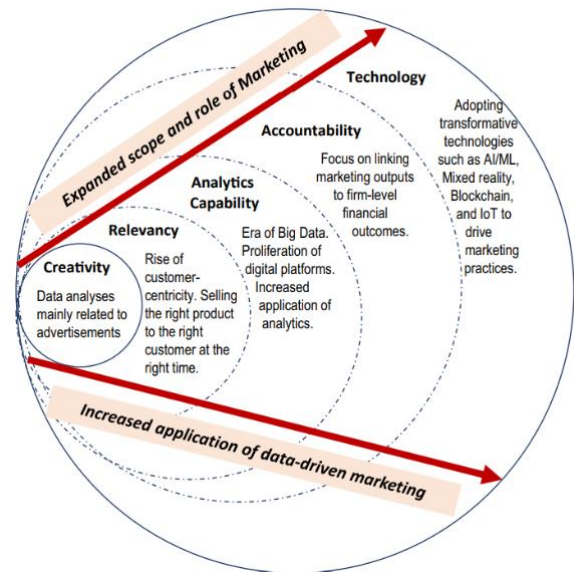 Expanded scope and role of Marketing
Technology
Adopting
transformative
technologies
such as AI/ML,
Mixed reality,
Blockchain,
and IoT to
drive
marketing
practices.
Accountability
Focus on linking
marketing outputs
to firm-level
financial
outcomes.
Analytics
Capability
Era of Big Data.
Proliferation of
digital platforms.
Increased
application of
analytics.
Relevancy
Rise of
customer-
centricity. Selling
the right product
to the right
customer at the
right time.
Creativity
Data analyses
mainly related to
advertisements
Increased application of data-driven marketing